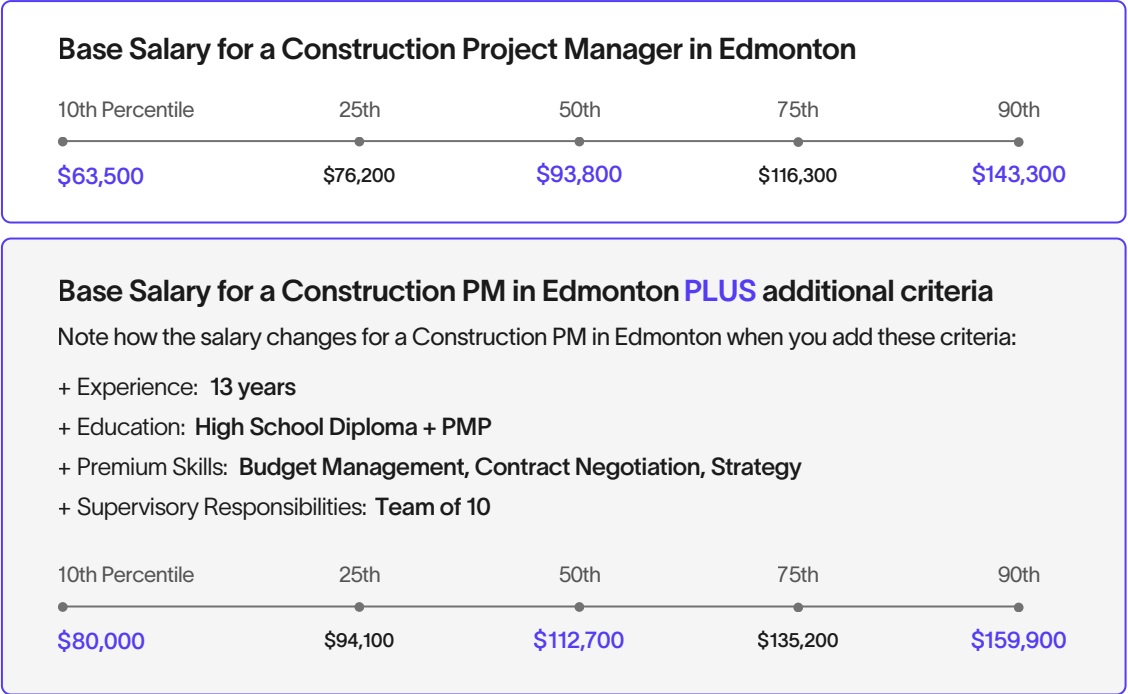 Base Salary for a Construction Project Manager in Edmonton
10th Percentile 25th 50th 75th 90th
$63,500 $76,200 $93,800 $116,300 $143,300
Base Salary for a Construction PM in Edmonton PLUS additional criteria
Note how the salary changes for a Construction PM in Edmonton when you add these criteria:
+ Experience: 13 years
+ Education: High School Diploma + PMP
+ Premium Skills: Budget Management, Contract Negotiation, Strategy
+ Supervisory Responsibilities: Team of 10
10th Percentile 25th 50th 75th 90th
$80,000 $94,100 $112,700 $135,200 $159,900